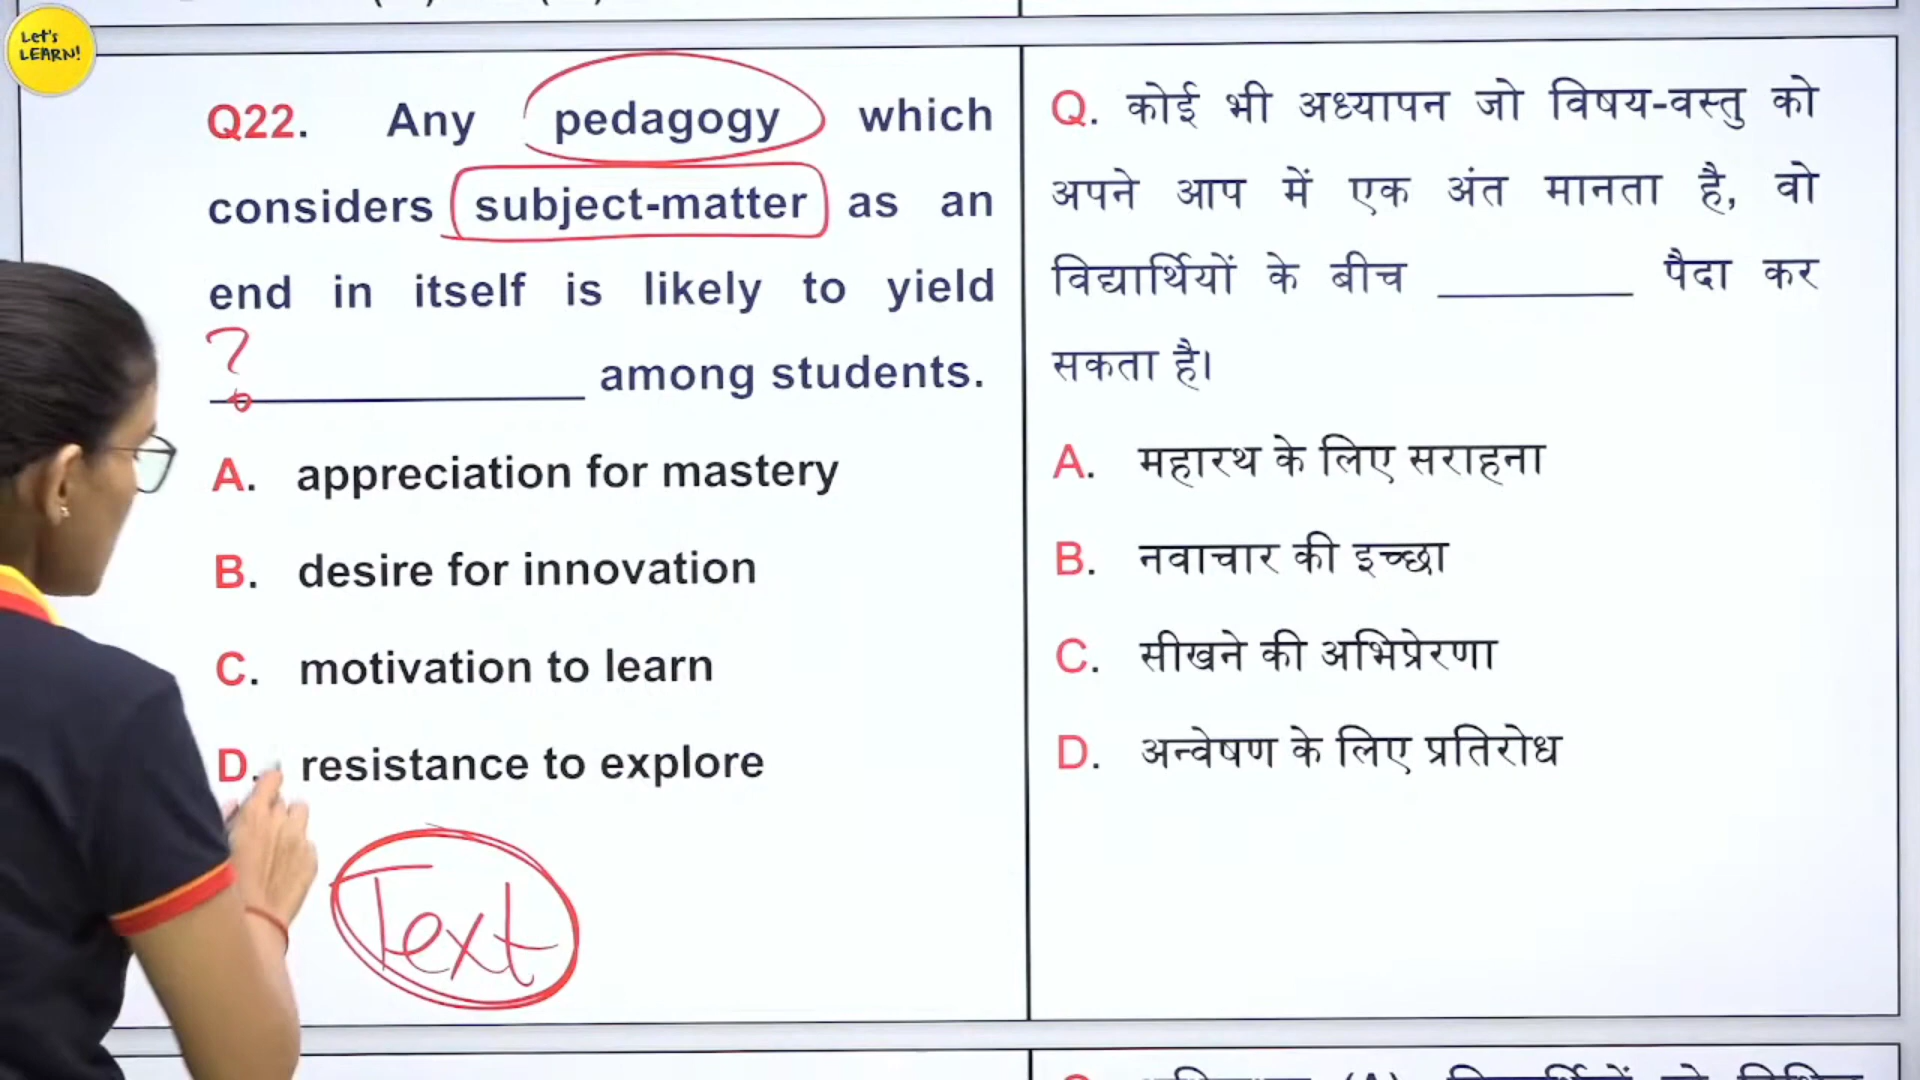 Let's
LEARN!
Q22. Any pedagogy which
considers subject-matter as an
end in itself is likely to yield
?
____________ among students.
A. appreciation for mastery
B. desire for innovation
C. motivation to learn
D. resistance to explore
Text
Q. कोई भी अध्यापन जो विषय-वस्तु को
अपने आप में एक अंत मानता है, वो
विद्यार्थियों के बीच ________ पैदा कर
सकता है।
A. महारथ के लिए सराहना
B. नवाचार की इच्छा
C. सीखने की अभिप्रेरणा
D. अन्वेषण के लिए प्रतिरोध